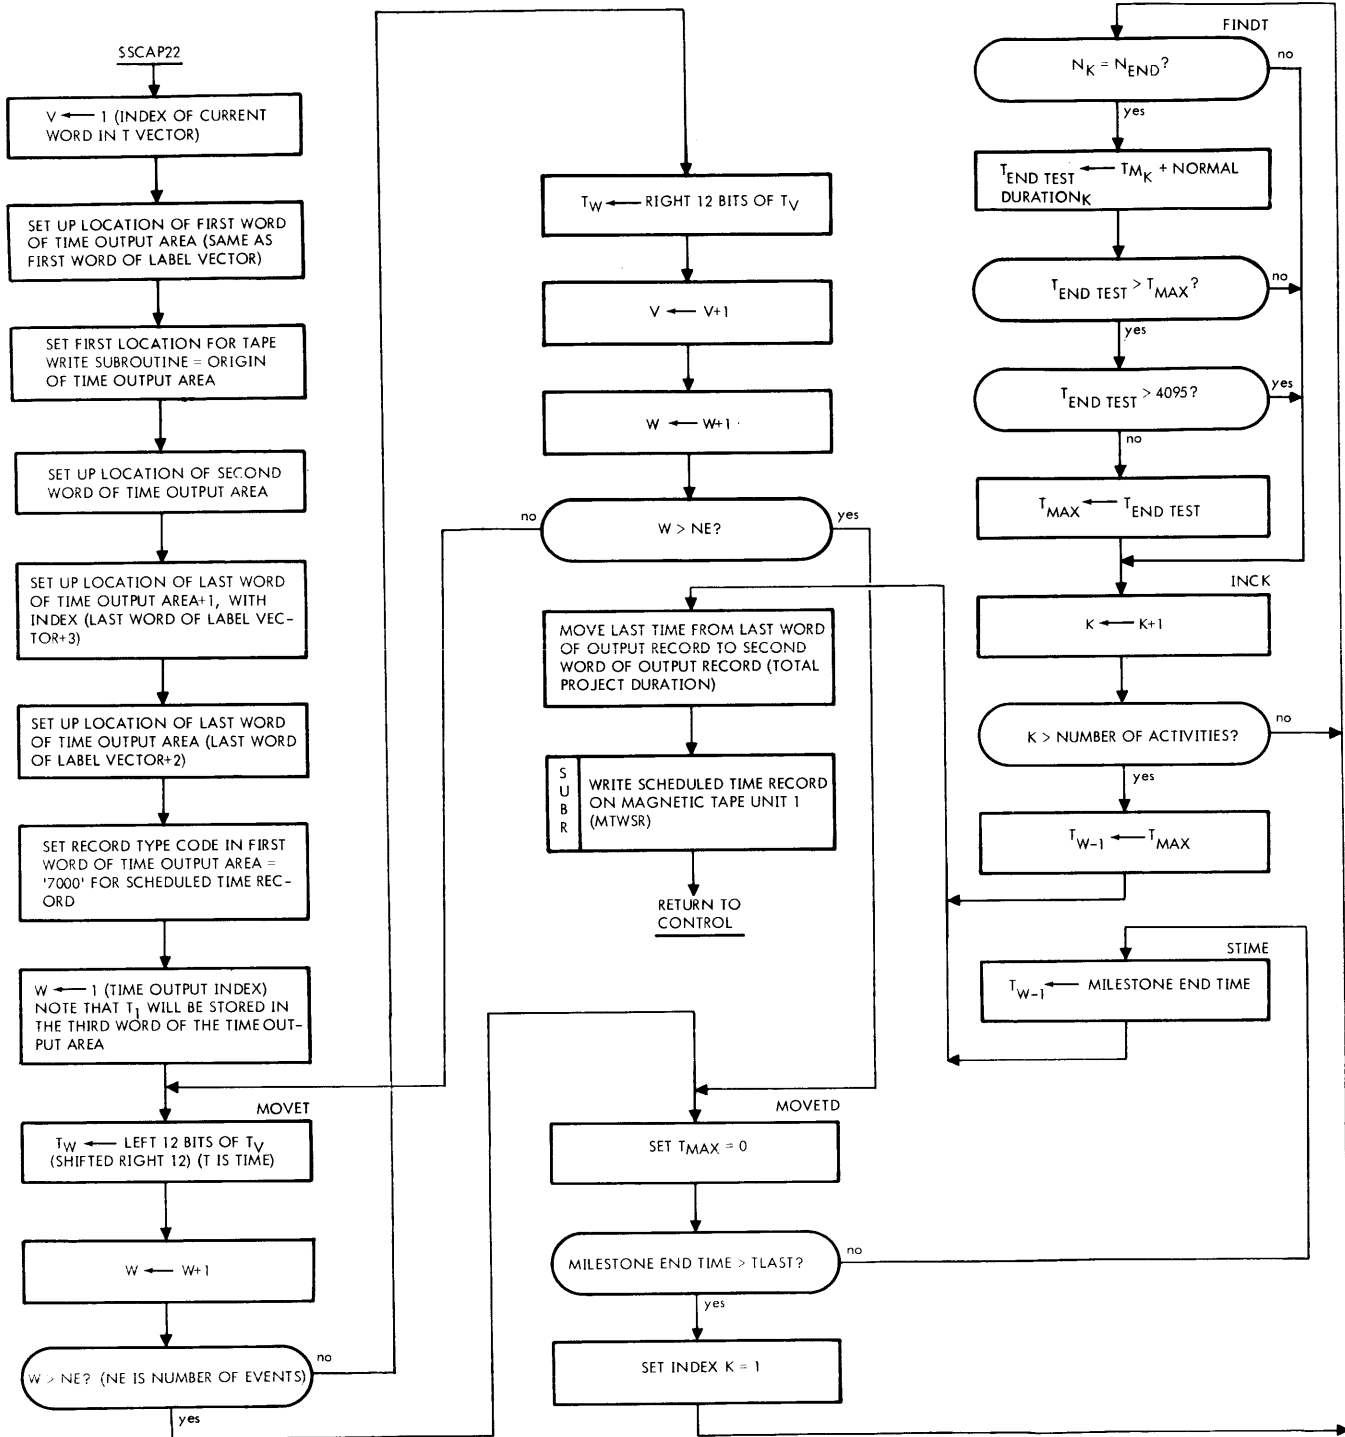 SSCAP22
V ← 1 (INDEX OF CURRENT
WORD IN T VECTOR)
SET UP LOCATION OF FIRST WORD
OF TIME OUTPUT AREA (SAME AS
FIRST WORD OF LABEL VECTOR)
SET FIRST LOCATION FOR TAPE
WRITE SUBROUTINE = ORIGIN
OF TIME OUTPUT AREA
SET UP LOCATION OF SECOND
WORD OF TIME OUTPUT AREA
SET UP LOCATION OF LAST WORD
OF TIME OUTPUT AREA+1, WITH
INDEX (LAST WORD OF LABEL VEC-
TOR+3)
SET UP LOCATION OF LAST WORD
OF TIME OUTPUT AREA (LAST WORD
OF LABEL VECTOR+2)
SET RECORD TYPE CODE IN FIRST
WORD OF TIME OUTPUT AREA =
'7000' FOR SCHEDULED TIME REC-
ORD
W ← 1 (TIME OUTPUT INDEX)
NOTE THAT T1 WILL BE STORED IN
THE THIRD WORD OF THE TIME OUT-
PUT AREA
MOVET
TW ← LEFT 12 BITS OF TV
(SHIFTED RIGHT 12) (T IS TIME)
W ← W+1
W > NE? (NE IS NUMBER OF EVENTS)
no
yes
TW ← RIGHT 12 BITS OF TV
V ← V+1
W ← W+1
W > NE?
no
yes
MOVE LAST TIME FROM LAST WORD
OF OUTPUT RECORD TO SECOND
WORD OF OUTPUT RECORD (TOTAL
PROJECT DURATION)
SUBR
WRITE SCHEDULED TIME RECORD
ON MAGNETIC TAPE UNIT 1
(MTWSR)
RETURN TO
CONTROL
MOVETD
SET TMAX = 0
MILESTONE END TIME > TLAST?
no
yes
SET INDEX K = 1
FINDT
NK = NEND?
no
yes
TEND TEST ← TMK + NORMAL
DURATIONK
TEND TEST > TMAX?
no
yes
TEND TEST > 4095?
yes
no
TMAX ← TEND TEST
INCK
K ← K+1
K > NUMBER OF ACTIVITIES?
no
yes
TW-1 ← TMAX
STIME
TW-1 ← MILESTONE END TIME